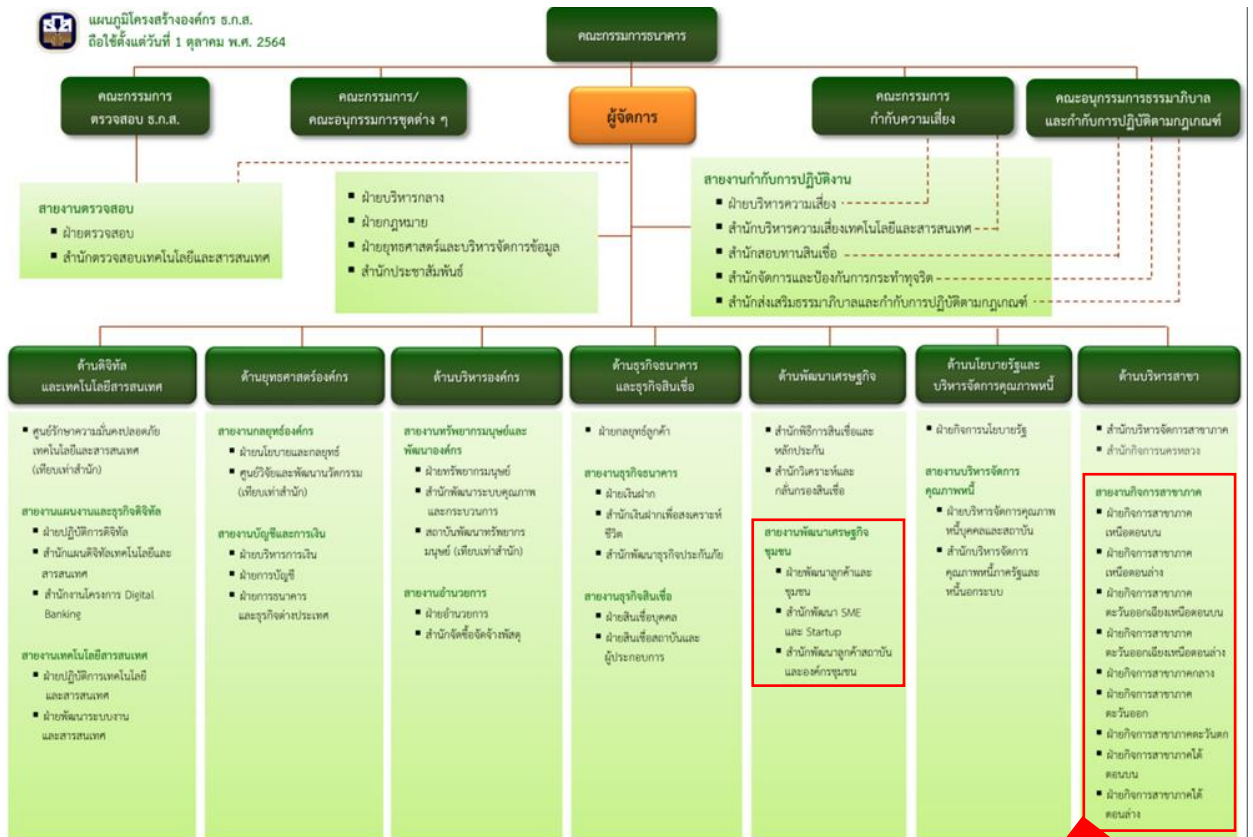 แผนภูมิโครงสร้างองค์กร ธ.ก.ส.
ถือใช้ตั้งแต่วันที่ 1 ตุลาคม พ.ศ. 2564
คณะกรรมการธนาคาร
คณะกรรมการ
ตรวจสอบ ธ.ก.ส.
คณะกรรมการ/
คณะอนุกรรมการชุดต่าง ๆ
ผู้จัดการ
คณะกรรมการ
กำกับความเสี่ยง
คณะอนุกรรมการธรรมาภิบาล
และกำกับการปฏิบัติตามกฎเกณฑ์
สายงานตรวจสอบ
▪ ฝ่ายตรวจสอบ
▪ สำนักตรวจสอบเทคโนโลยีและสารสนเทศ
▪ ฝ่ายบริหารกลาง
▪ ฝ่ายกฎหมาย
▪ ฝ่ายยุทธศาสตร์และบริหารจัดการข้อมูล
▪ สำนักประชาสัมพันธ์
สายงานกำกับการปฏิบัติงาน
▪ ฝ่ายบริหารความเสี่ยง
▪ สำนักบริหารความเสี่ยงเทคโนโลยีและสารสนเทศ
▪ สำนักสอบทานสินเชื่อ
▪ สำนักจัดการและป้องกันการกระทำทุจริต
▪ สำนักส่งเสริมธรรมาภิบาลและกำกับการปฏิบัติตามกฎเกณฑ์
ด้านดิจิทัล
และเทคโนโลยีสารสนเทศ
▪ ศูนย์รักษาความมั่นคงปลอดภัย
เทคโนโลยีและสารสนเทศ
(เทียบเท่าสำนัก)
สายงานแผนงานและธุรกิจดิจิทัล
▪ ฝ่ายปฏิบัติการดิจิทัล
▪ สำนักแผนดิจิทัลเทคโนโลยีและ
สารสนเทศ
▪ สำนักงานโครงการ Digital
Banking
สายงานเทคโนโลยีสารสนเทศ
▪ ฝ่ายปฏิบัติการเทคโนโลยี
และสารสนเทศ
▪ ฝ่ายพัฒนาระบบงาน
และสารสนเทศ
ด้านยุทธศาสตร์องค์กร
สายงานกลยุทธ์องค์กร
▪ ฝ่ายนโยบายและกลยุทธ์
▪ ศูนย์วิจัยและพัฒนานวัตกรรม
(เทียบเท่าสำนัก)
สายงานบัญชีและการเงิน
▪ ฝ่ายบริหารการเงิน
▪ ฝ่ายการบัญชี
▪ ฝ่ายการธนาคาร
และธุรกิจต่างประเทศ
ด้านบริหารองค์กร
สายงานทรัพยากรมนุษย์และ
พัฒนาองค์กร
▪ ฝ่ายทรัพยากรมนุษย์
▪ สำนักพัฒนาระบบคุณภาพ
และกระบวนการ
▪ สถาบันพัฒนาทรัพยากร
มนุษย์ (เทียบเท่าสำนัก)
สายงานอำนวยการ
▪ ฝ่ายอำนวยการ
▪ สำนักจัดซื้อจัดจ้างพัสดุ
ด้านธุรกิจธนาคาร
และธุรกิจสินเชื่อ
▪ ฝ่ายกลยุทธ์ลูกค้า
สายงานธุรกิจธนาคาร
▪ ฝ่ายเงินฝาก
▪ สำนักเงินฝากเพื่อสงเคราะห์
ชีวิต
▪ สำนักพัฒนาธุรกิจประกันภัย
สายงานธุรกิจสินเชื่อ
▪ ฝ่ายสินเชื่อบุคคล
▪ ฝ่ายสินเชื่อสถาบันและ
ผู้ประกอบการ
ด้านพัฒนาเศรษฐกิจ
▪ สำนักพิธีการสินเชื่อและ
หลักประกัน
▪ สำนักวิเคราะห์และ
กลั่นกรองสินเชื่อ
สายงานพัฒนาเศรษฐกิจ
ชุมชน
▪ ฝ่ายพัฒนาลูกค้าและ
ชุมชน
▪ สำนักพัฒนา SME
และ Startup
▪ สำนักพัฒนาลูกค้าสถาบัน
และองค์กรชุมชน
ด้านนโยบายรัฐและ
บริหารจัดการคุณภาพหนี้
▪ ฝ่ายกิจการนโยบายรัฐ
สายงานบริหารจัดการ
คุณภาพหนี้
▪ ฝ่ายบริหารจัดการคุณภาพ
หนี้บุคคลและสถาบัน
▪ สำนักบริหารจัดการ
คุณภาพหนี้ภาครัฐและ
หนี้นอกระบบ
ด้านบริหารสาขา
▪ สำนักบริหารจัดการสาขาภาค
▪ สำนักกิจการนครหลวง
สายงานกิจการสาขาภาค
▪ ฝ่ายกิจการสาขาภาค
เหนือตอนบน
▪ ฝ่ายกิจการสาขาภาค
เหนือตอนล่าง
▪ ฝ่ายกิจการสาขาภาค
ตะวันออกเฉียงเหนือตอนบน
▪ ฝ่ายกิจการสาขาภาค
ตะวันออกเฉียงเหนือตอนล่าง
▪ ฝ่ายกิจการสาขาภาคกลาง
▪ ฝ่ายกิจการสาขาภาค
ตะวันออก
▪ ฝ่ายกิจการสาขาภาคตะวันตก
▪ ฝ่ายกิจการสาขาภาคใต้
ตอนบน
▪ ฝ่ายกิจการสาขาภาคใต้
ตอนล่าง